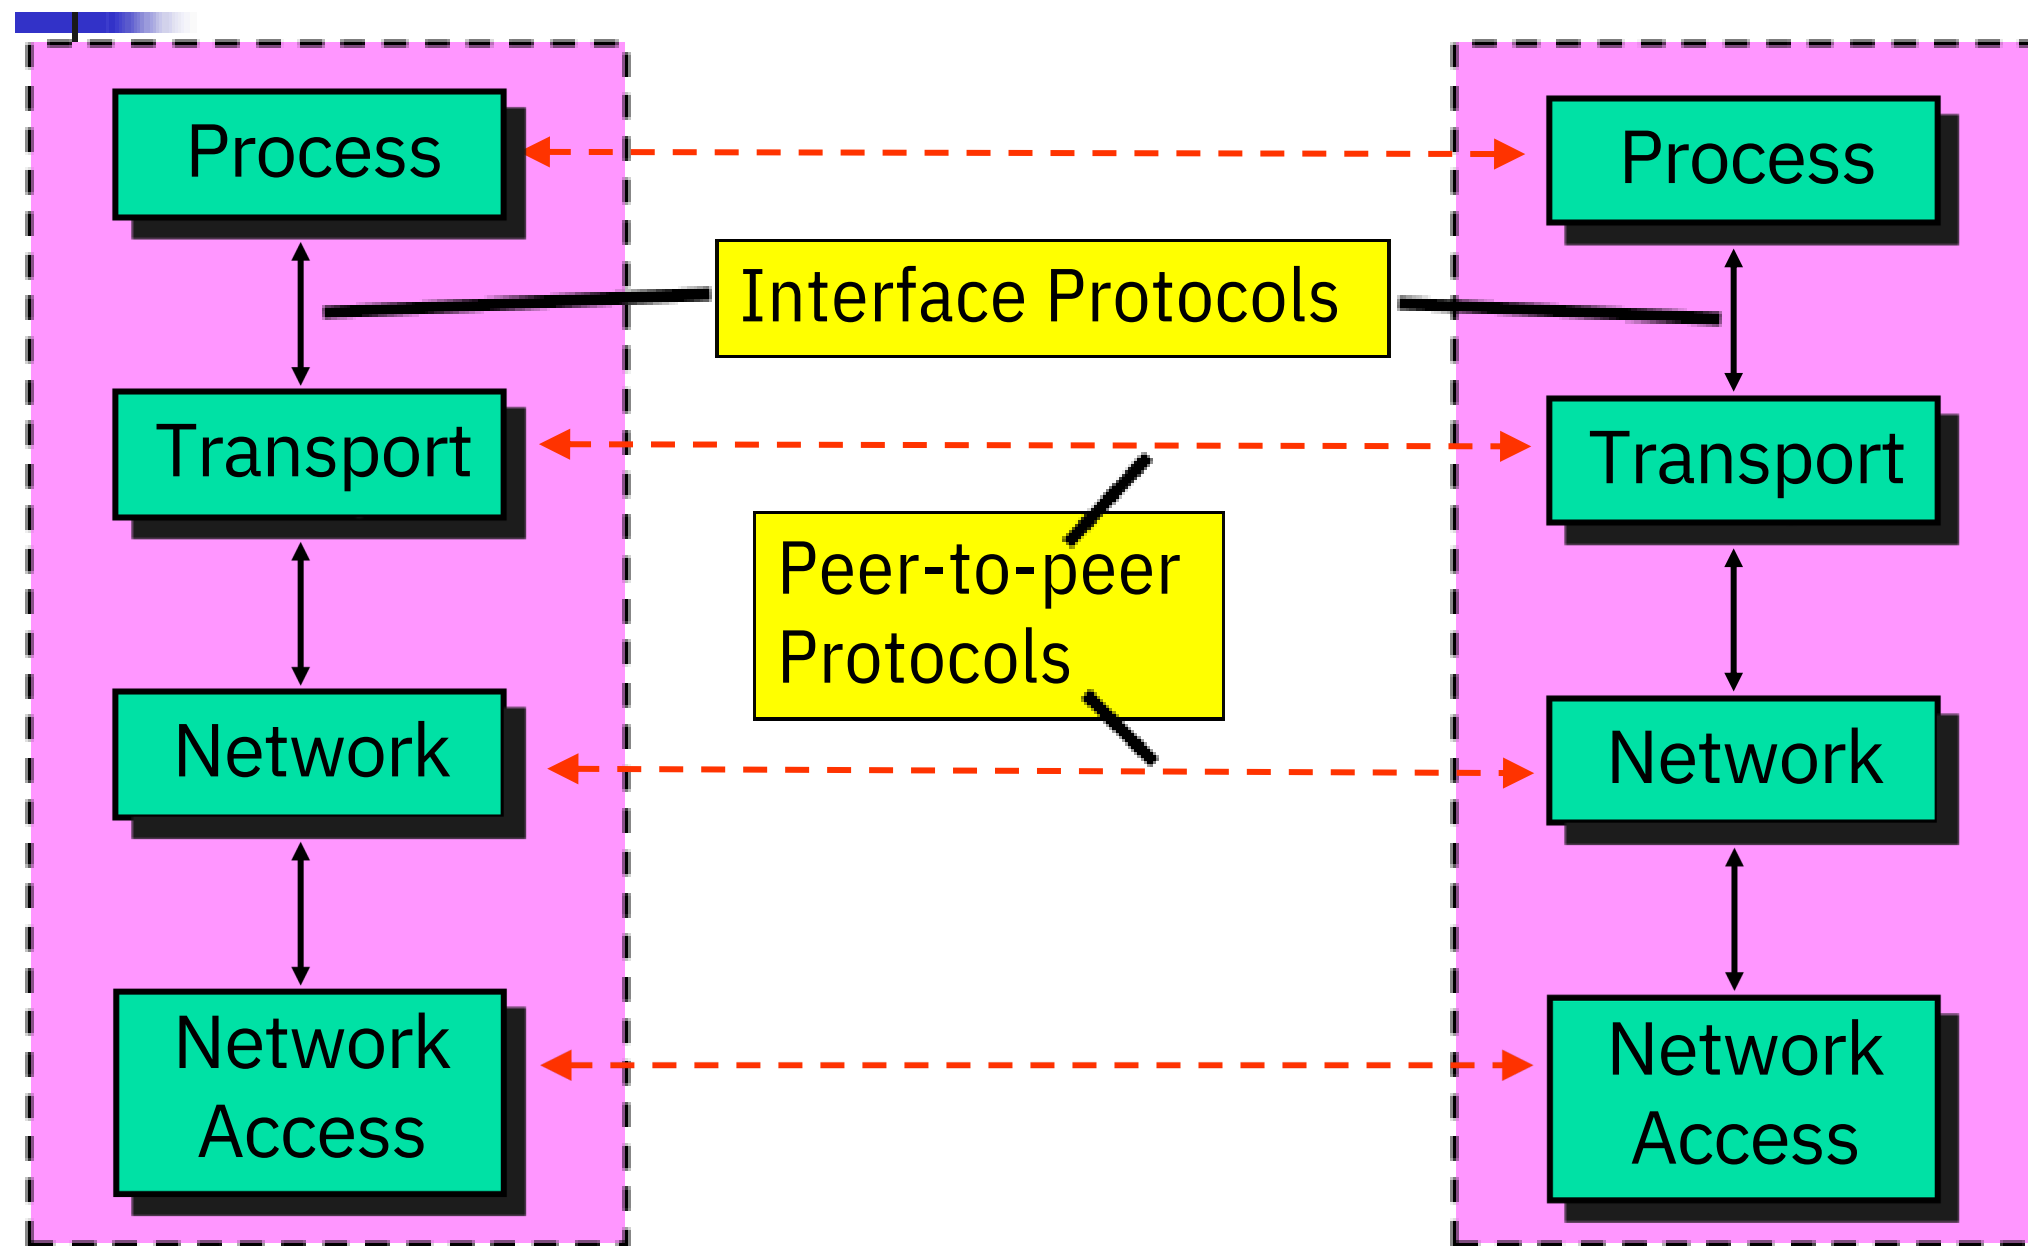 Process
Process
Interface Protocols
Transport
Transport
Peer-to-peer
Protocols
Network
Network
Network
Access
Network
Access